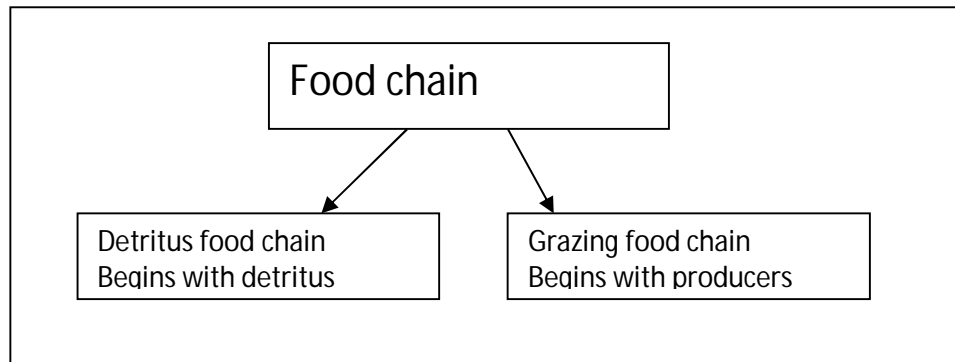 Food chain
Detritus food chain
Begins with detritus
Grazing food chain
Begins with producers